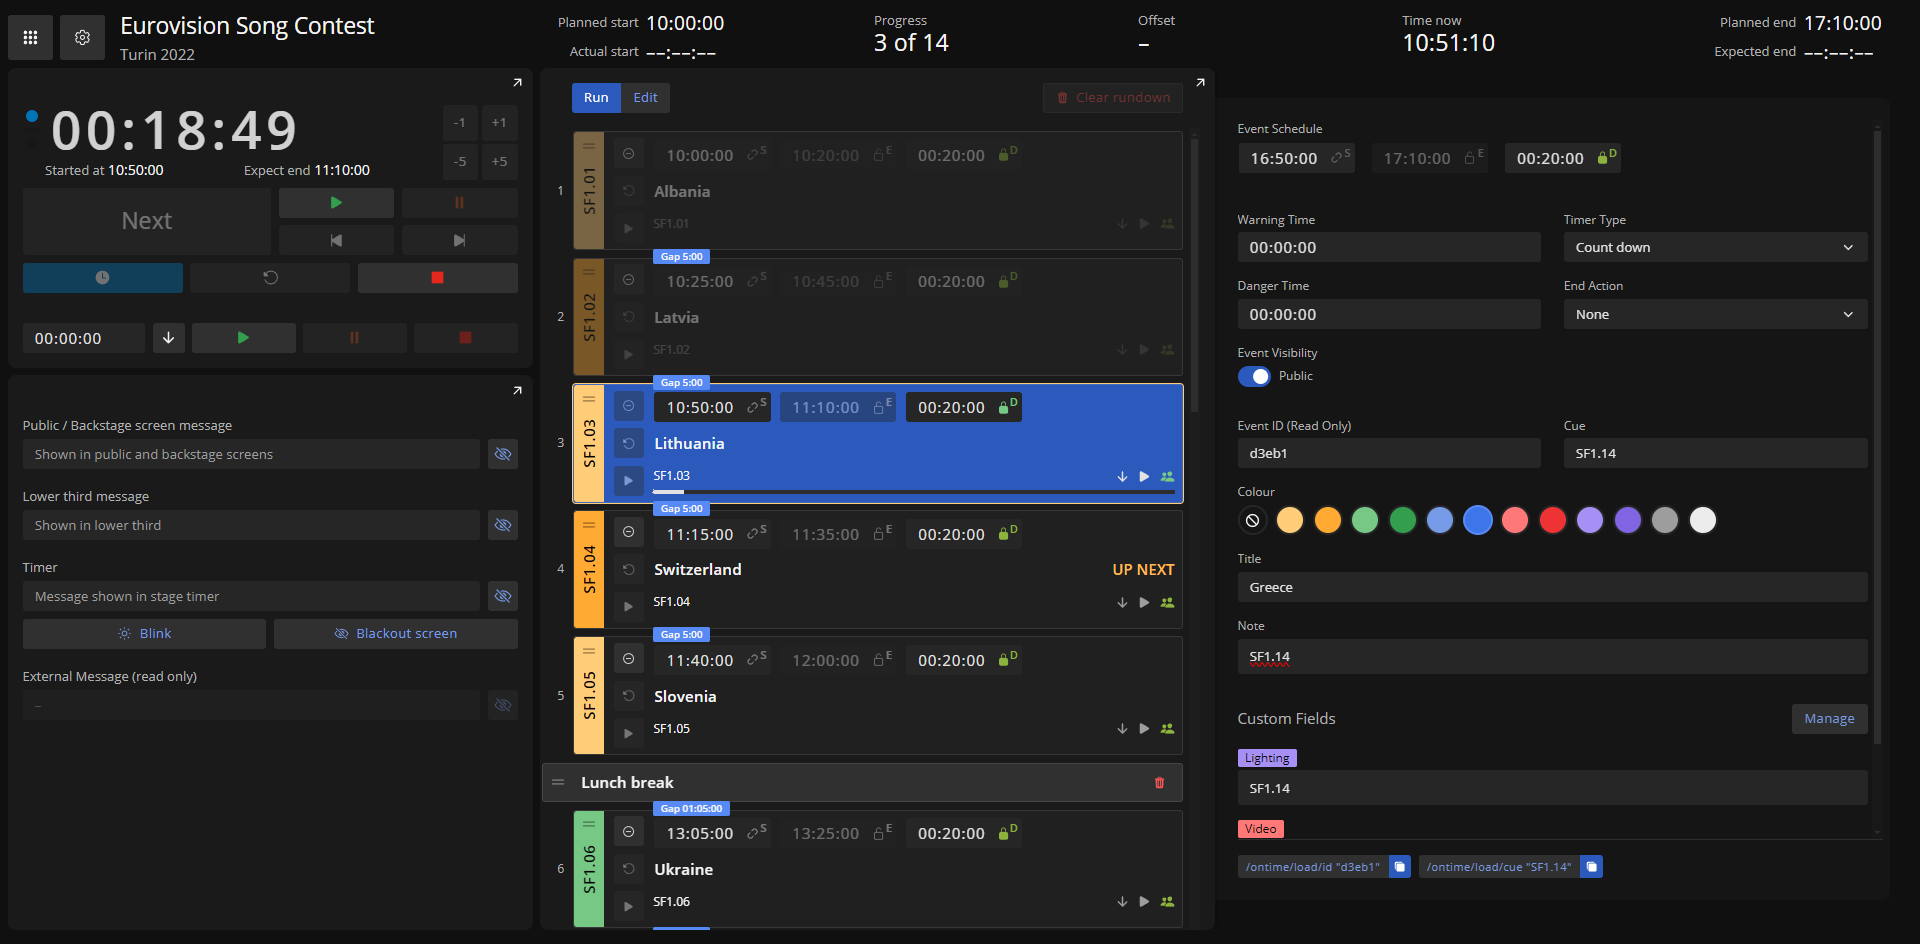 Eurovision Song Contest
Turin 2022
Planned start 10:00:00
Actual start --:--:--
Progress
3 of 14
Offset
–
Time now
10:51:10
Planned end 17:10:00
Expected end --:--:--
00:18:49
-1 +1
-5 +5
Started at 10:50:00
Expect end 11:10:00
Next
00:00:00
Public / Backstage screen message
Shown in public and backstage screens
Lower third message
Shown in lower third
Timer
Message shown in stage timer
Blink
Blackout screen
External Message (read only)
–
Run
Edit
Clear rundown
1
SF1.01
10:00:00 S 10:20:00 E 00:20:00 D
Albania
SF1.01
Gap 5:00
2
SF1.02
10:25:00 S 10:45:00 E 00:20:00 D
Latvia
SF1.02
Gap 5:00
3
SF1.03
10:50:00 S 11:10:00 E 00:20:00 D
Lithuania
SF1.03
Gap 5:00
4
SF1.04
11:15:00 S 11:35:00 E 00:20:00 D
Switzerland
UP NEXT
SF1.04
Gap 5:00
5
SF1.05
11:40:00 S 12:00:00 E 00:20:00 D
Slovenia
SF1.05
Lunch break
Gap 01:05:00
6
SF1.06
13:05:00 S 13:25:00 E 00:20:00 D
Ukraine
SF1.06
Event Schedule
16:50:00 S 17:10:00 E 00:20:00 D
Warning Time
00:00:00
Timer Type
Count down
Danger Time
00:00:00
End Action
None
Event Visibility
Public
Event ID (Read Only)
d3eb1
Cue
SF1.14
Colour
Title
Greece
Note
SF1.14
Custom Fields
Manage
Lighting
SF1.14
Video
/ontime/load/id "d3eb1"
/ontime/load/cue "SF1.14"